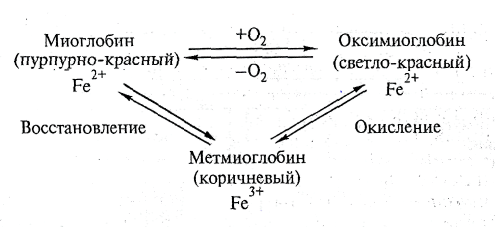 Миоглобин
(пурпурно-красный)
Fe²⁺
+O₂
−O₂
Оксимиоглобин
(светло-красный)
Fe²⁺
Восстановление
Окисление
Метмиоглобин
(коричневый)
Fe³⁺